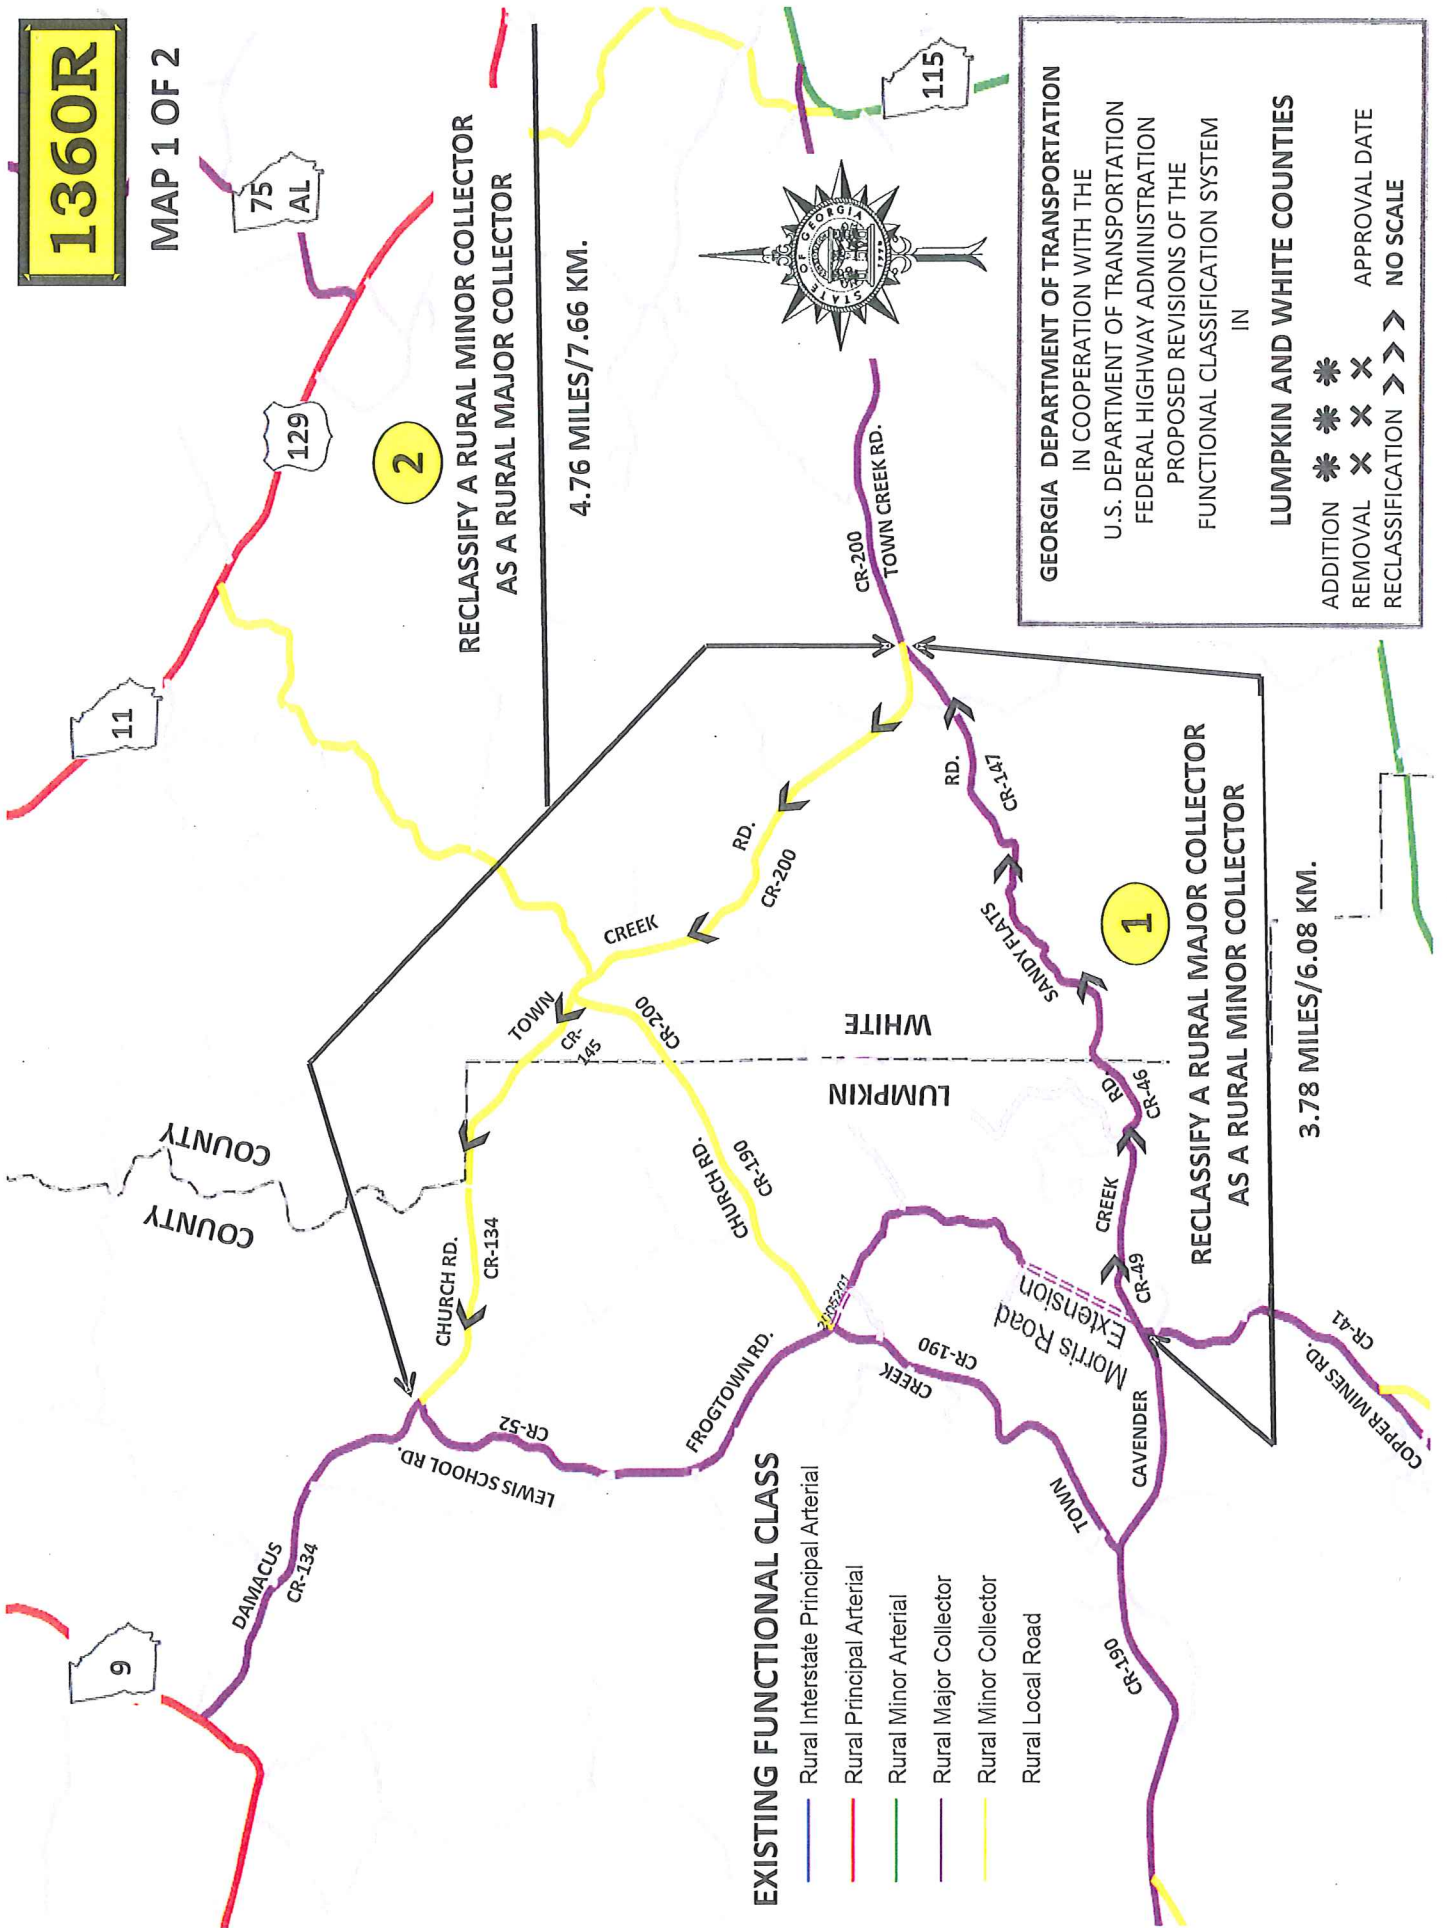 1360R
MAP 1 OF 2
11
129
75
AL
9
115
2
RECLASSIFY A RURAL MINOR COLLECTOR
AS A RURAL MAJOR COLLECTOR
4.76 MILES/7.66 KM.
COUNTY
COUNTY
DAMACUS
CR-134
CHURCH RD.
CR-134
LEWIS SCHOOL RD.
CR-52
FROGTOWN RD.
TOWN
CR-
145
CREEK
RD.
CR-200
CR-200
CHURCH RD.
CR-190
LUMPKIN
WHITE
CR-200
TOWN CREEK RD.
STATE OF GEORGIA
CREEK
CR-190
TOWN
CR-190
CAVENDER
Morris Road
Extension
CREEK
CR-49
RD.
CR-46
SANDY FLATS
RD.
CR-147
COPPER MINES RD.
CR-41
1
RECLASSIFY A RURAL MAJOR COLLECTOR
AS A RURAL MINOR COLLECTOR
3.78 MILES/6.08 KM.
EXISTING FUNCTIONAL CLASS
Rural Interstate Principal Arterial
Rural Principal Arterial
Rural Minor Arterial
Rural Major Collector
Rural Minor Collector
Rural Local Road
GEORGIA DEPARTMENT OF TRANSPORTATION
IN COOPERATION WITH THE
U.S. DEPARTMENT OF TRANSPORTATION
FEDERAL HIGHWAY ADMINISTRATION
PROPOSED REVISIONS OF THE
FUNCTIONAL CLASSIFICATION SYSTEM
IN
LUMPKIN AND WHITE COUNTIES
ADDITION
REMOVAL APPROVAL DATE
RECLASSIFICATION NO SCALE